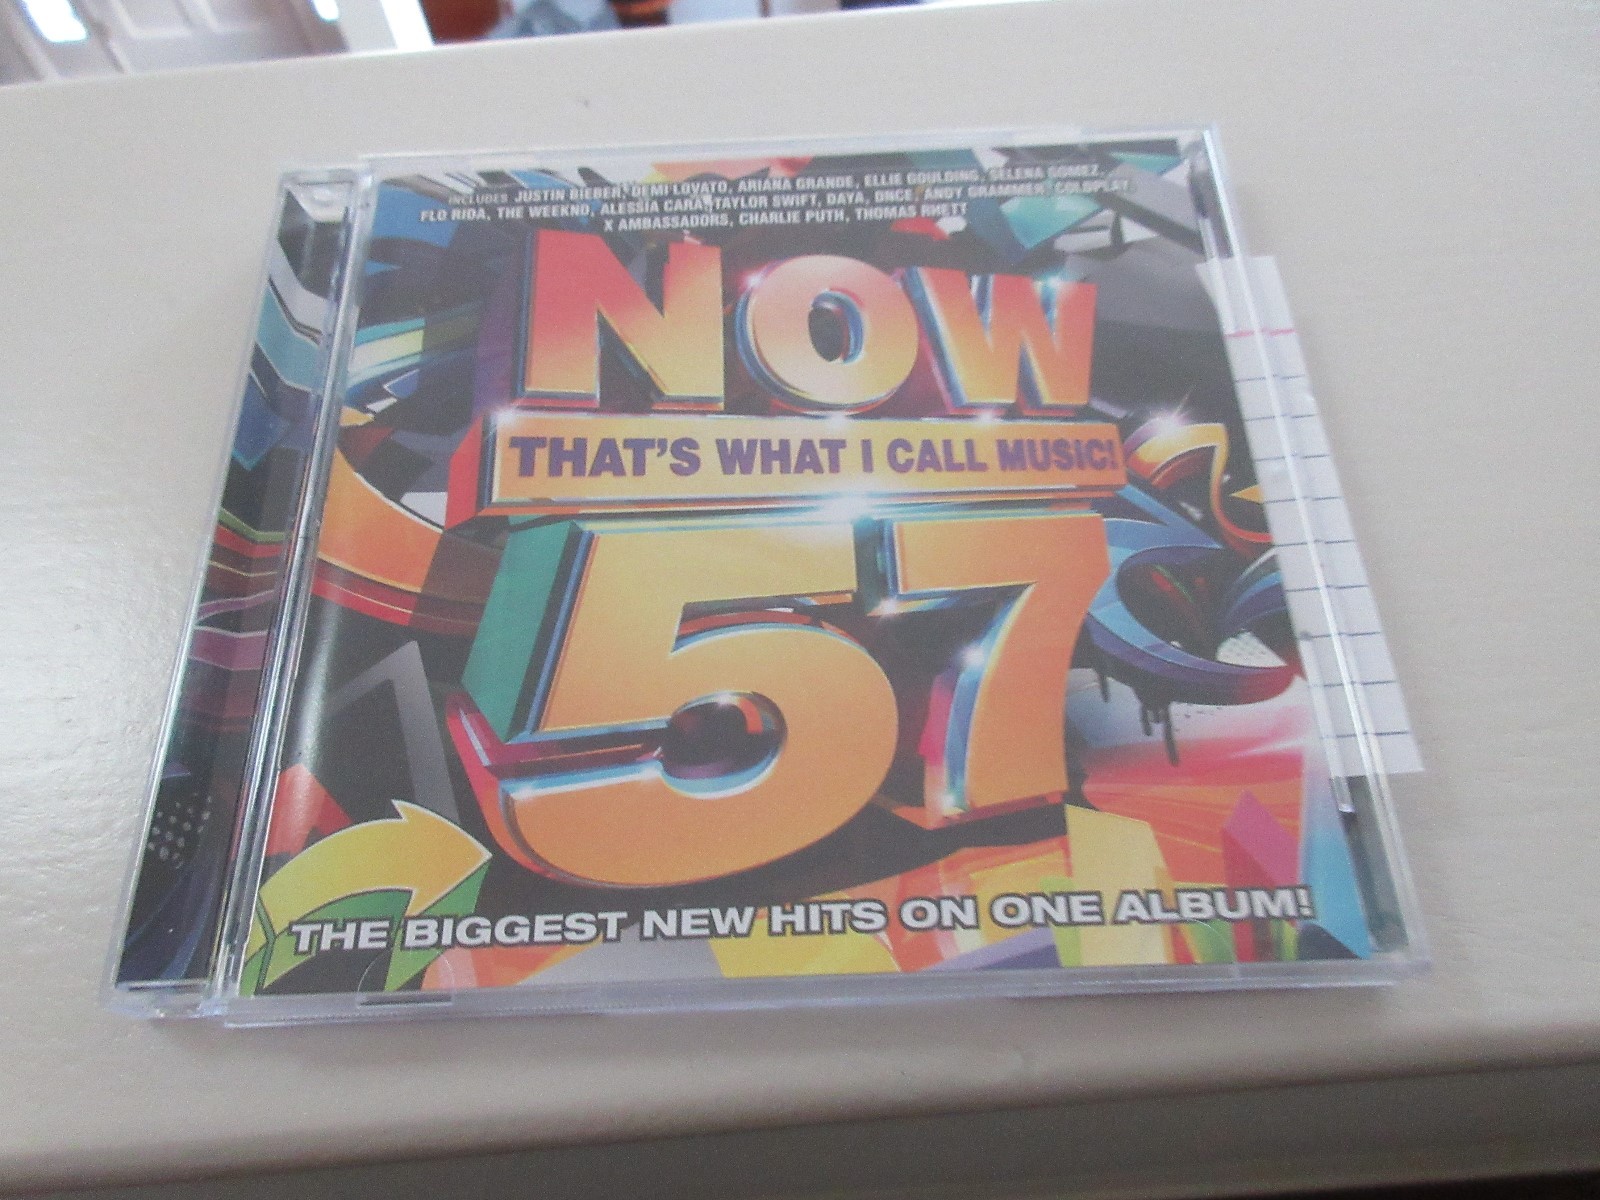 INCLUDES JUSTIN BIEBER, DEMI LOVATO, ARIANA GRANDE, ELLIE GOULDING, SELENA GOMEZ,
FLO RIDA, THE WEEKND, ALESSIA CARA, TAYLOR SWIFT, DAYA, DNCE, ANDY GRAMMER, COLDPLAY,
X AMBASSADORS, CHARLIE PUTH, THOMAS RHETT
NOW
THAT'S WHAT I CALL MUSIC!
57
THE BIGGEST NEW HITS ON ONE ALBUM!